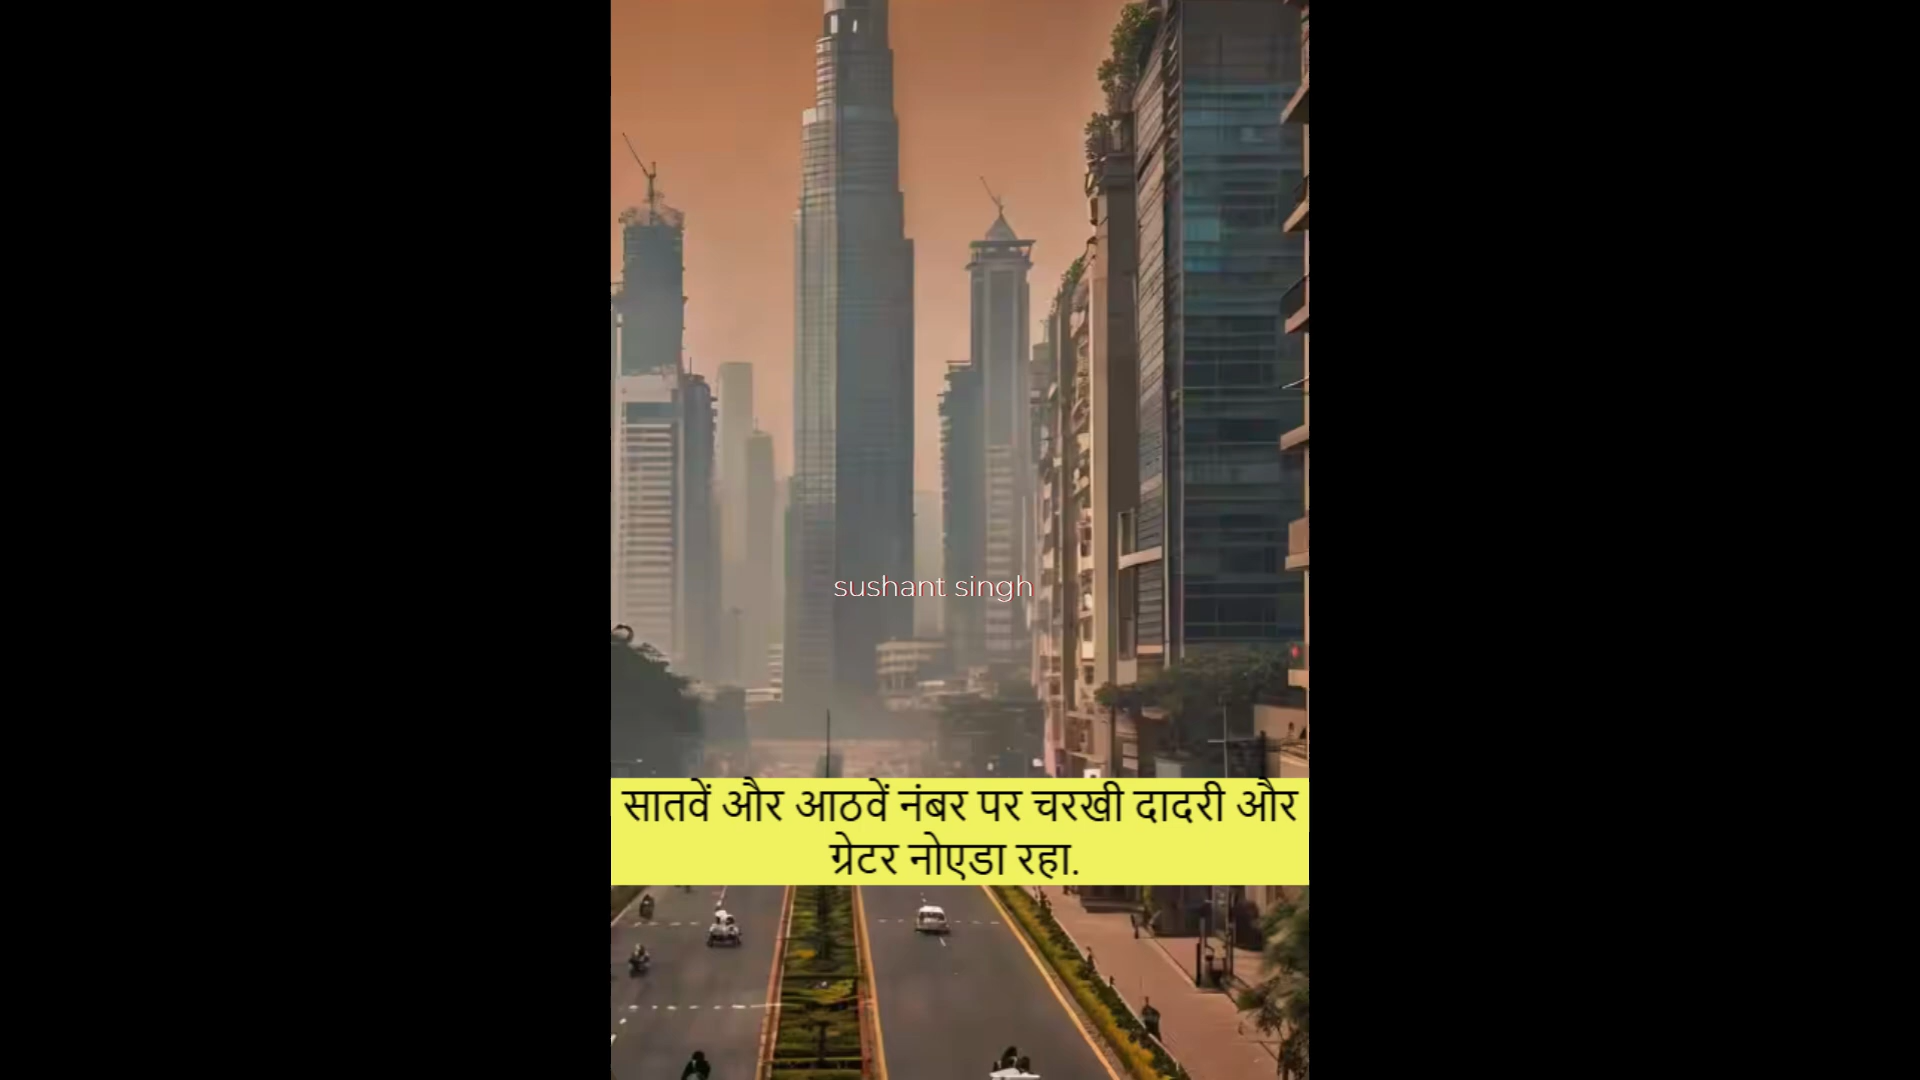 sushant singh
सातवें और आठवें नंबर पर चरखी दादरी और
ग्रेटर नोएडा रहा.